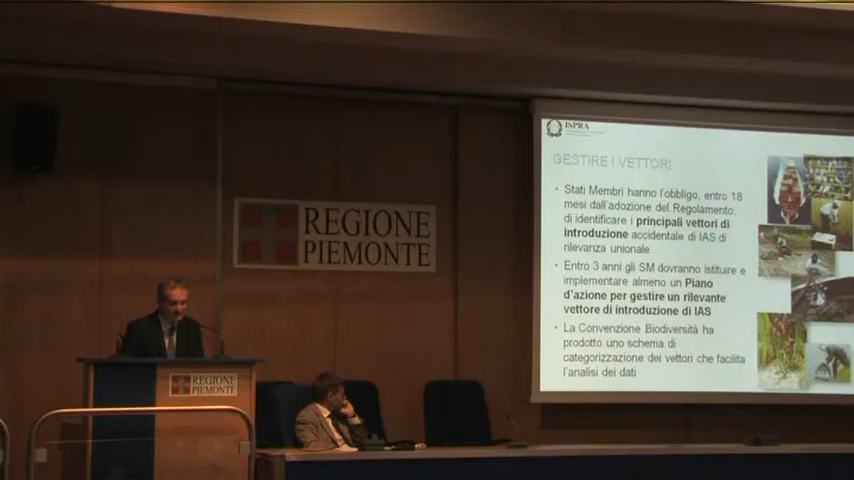 ISPRA
GESTIRE I VETTORI
REGIONE
PIEMONTE
• Stati Membri hanno l'obbligo, entro 18
mesi dall'adozione del Regolamento,
di identificare i principali vettori di
introduzione accidentale di IAS di
rilevanza unionale
• Entro 3 anni gli SM dovranno istituire e
implementare almeno un Piano
d'azione per gestire un rilevante
vettore di introduzione di IAS
• La Convenzione Biodiversità ha
prodotto uno schema di
categorizzazione dei vettori che facilita
l'analisi dei dati
REGIONE
PIEMONTE